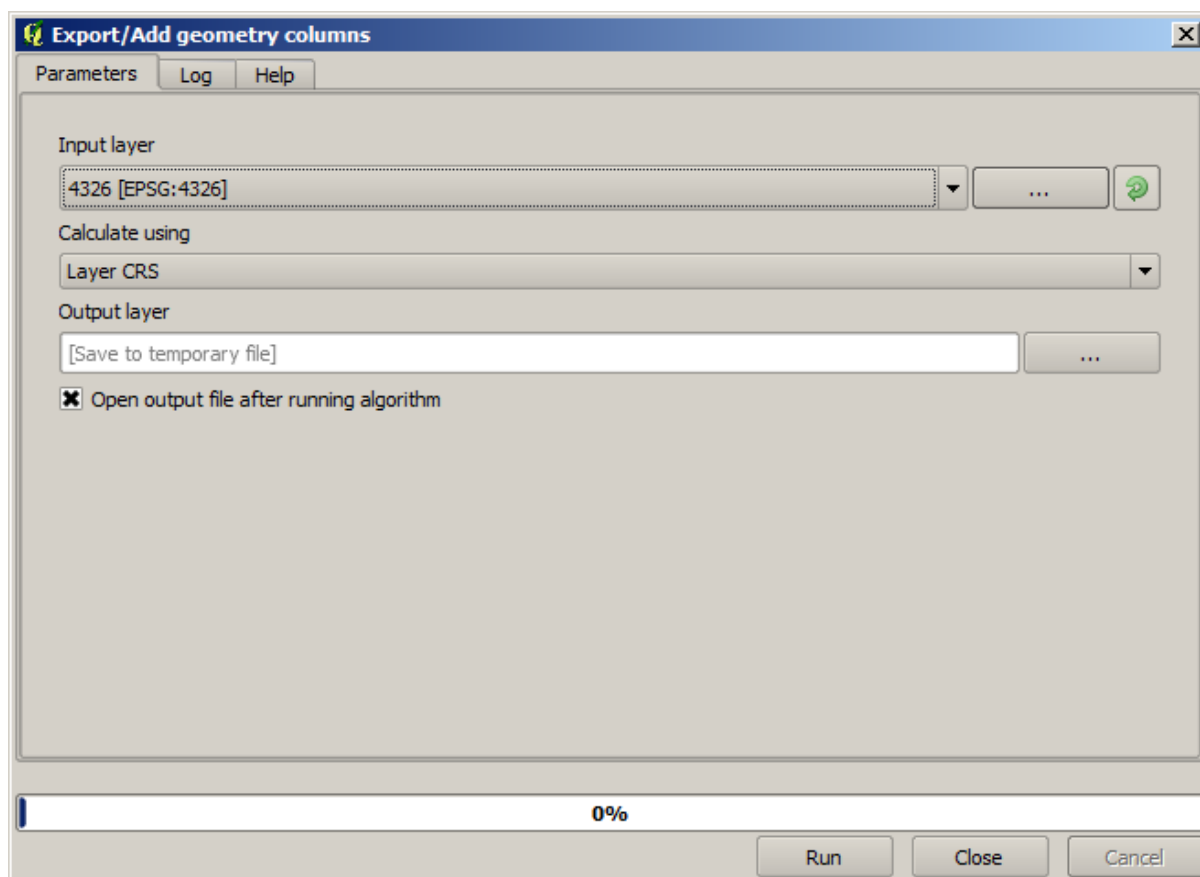 Export/Add geometry columns
Parameters Log Help
Input layer
4326 [EPSG:4326]
...
Calculate using
Layer CRS
Output layer
[Save to temporary file]
...
Open output file after running algorithm
0%
Run Close Cancel